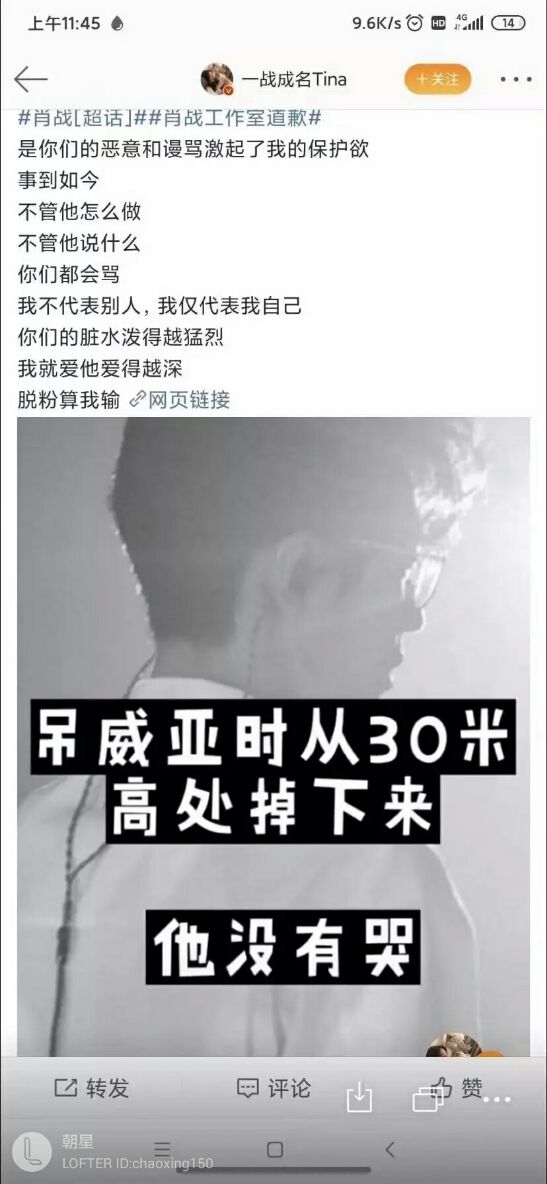 上午11:45
9.6K/s HD 4G 14
一战成名Tina
+关注
#肖战[超话]##肖战工作室道歉#
是你们的恶意和谩骂激起了我的保护欲
事到如今
不管他怎么做
不管他说什么
你们都会骂
我不代表别人，我仅代表我自己
你们的脏水泼得越猛烈
我就爱他爱得越深
脱粉算我输 网页链接
吊威亚时从30米
高处掉下来
他没有哭
转发 评论 赞
朝星
LOFTER ID:chaoxing150